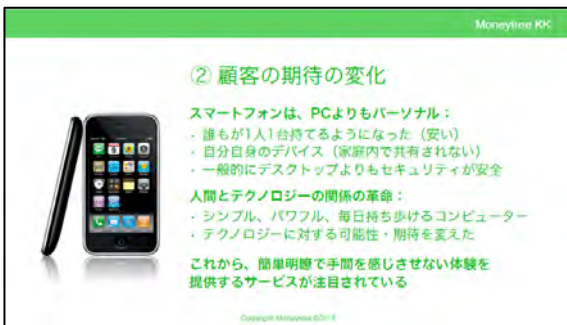 Moneytree KK
② 顧客の期待の変化
スマートフォンは、PCよりもパーソナル：
・誰もが1人1台持てるようになった（安い）
・自分自身のデバイス（家庭内で共有されない）
・一般的にデスクトップよりもセキュリティが安全
人間とテクノロジーの関係の革命：
・シンプル、パワフル、毎日持ち歩けるコンピューター
・テクノロジーに対する可能性・期待を変えた
これから、簡単明瞭で手間を感じさせない体験を
提供するサービスが注目されている
Copyright Moneytree